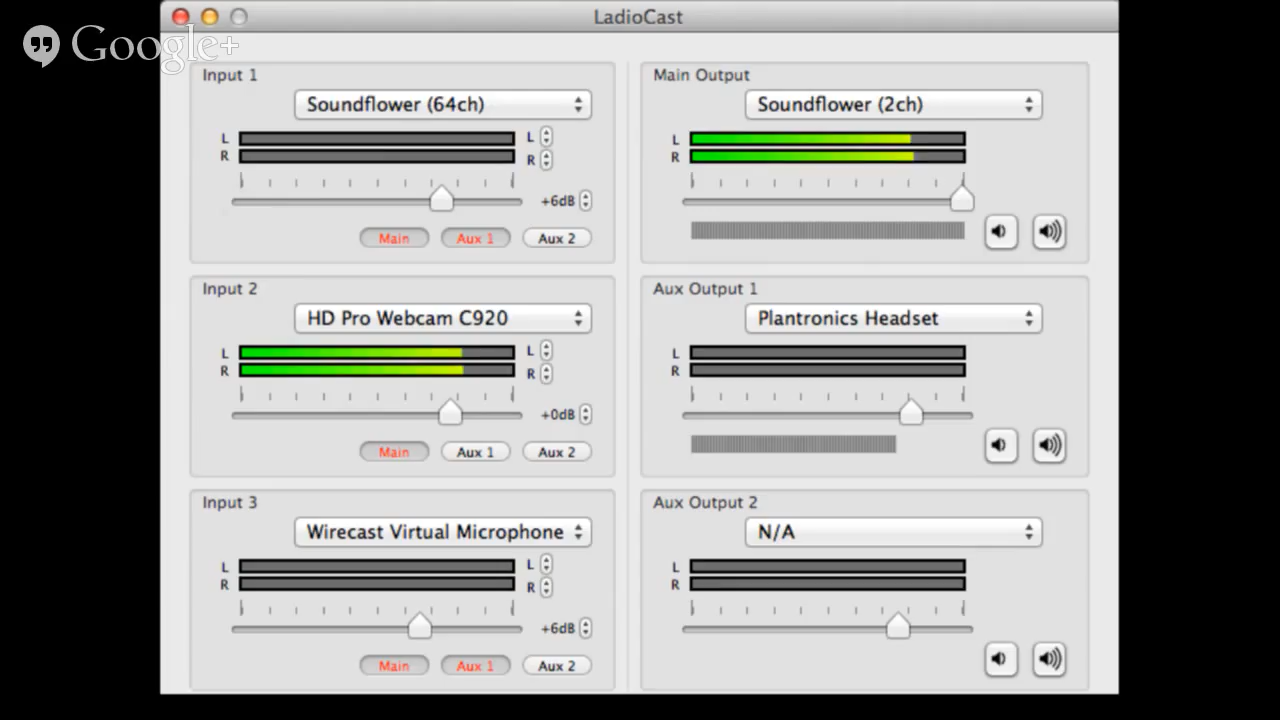 LadioCast
Google+
Input 1
Soundflower (64ch)
L
R
L
R
+6dB
Main Aux 1 Aux 2
Main Output
Soundflower (2ch)
L
R
Input 2
HD Pro Webcam C920
L
R
L
R
+0dB
Main Aux 1 Aux 2
Aux Output 1
Plantronics Headset
L
R
Input 3
Wirecast Virtual Microphone
L
R
L
R
+6dB
Main Aux 1 Aux 2
Aux Output 2
N/A
L
R